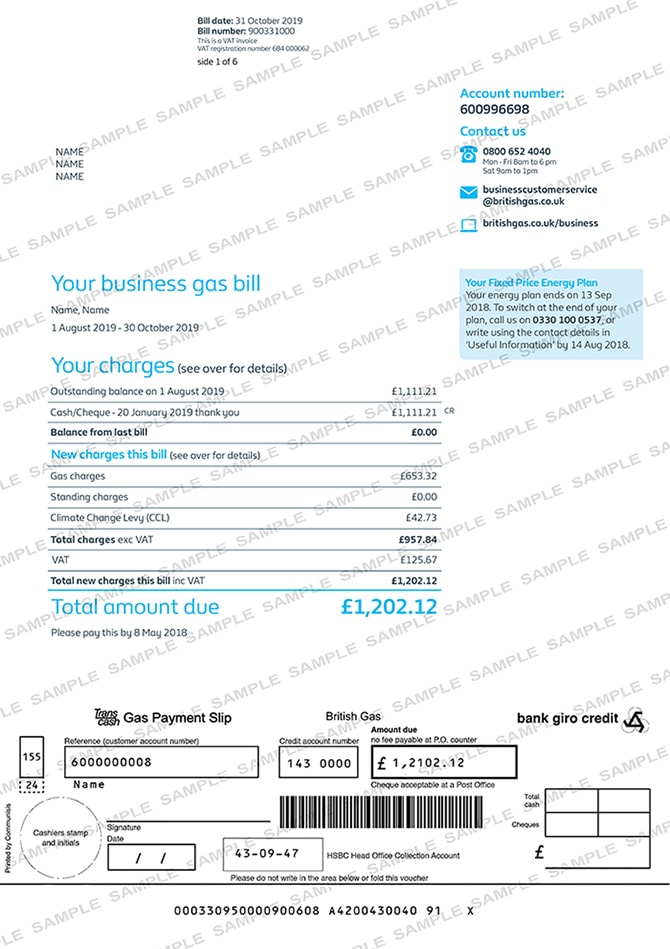 Bill date: 31 October 2019
Bill number: 900331000
This is a VAT invoice
VAT registration number 684 000062
side 1 of 6
Account number:
600996698
Contact us
0800 652 4040
Mon - Fri 8am to 6 pm
Sat 9am to 1pm
businesscustomerservice
@britishgas.co.uk
britishgas.co.uk/business
NAME
NAME
NAME
Your business gas bill
Name, Name
1 August 2019 - 30 October 2019
Your Fixed Price Energy Plan
Your energy plan ends on 13 Sep
2018. To switch at the end of your
plan, call us on 0330 100 0537, or
write using the contact details in
'Useful Information' by 14 Aug 2018.
Your charges (see over for details)
Outstanding balance on 1 August 2019 £1,111.21
Cash/Cheque - 20 January 2019 thank you £1,111.21 CR
Balance from last bill £0.00
New charges this bill (see over for details)
Gas charges £653.32
Standing charges £0.00
Climate Change Levy (CCL) £42.73
Total charges exc VAT £957.84
VAT £125.67
Total new charges this bill inc VAT £1,202.12
Total amount due £1,202.12
Please pay this by 8 May 2018
Trans cash Gas Payment Slip British Gas bank giro credit
Reference (customer account number) Credit account number Amount due
no fee payable at P.O. counter
155 6000000008 143 0000 £ 1,2102.12
24 Name Cheque acceptable at a Post Office
Printed by Communisis
Cashiers stamp
and initials
Signature
Date
/ /
43-09-47 HSBC Head Office Collection Account
Total
cash
Cheques
£
Please do not write in the area below or fold this voucher
000330950000900608 A4200430040 91 X
SAMPLE SAMPLE SAMPLE SAMPLE SAMPLE SAMPLE